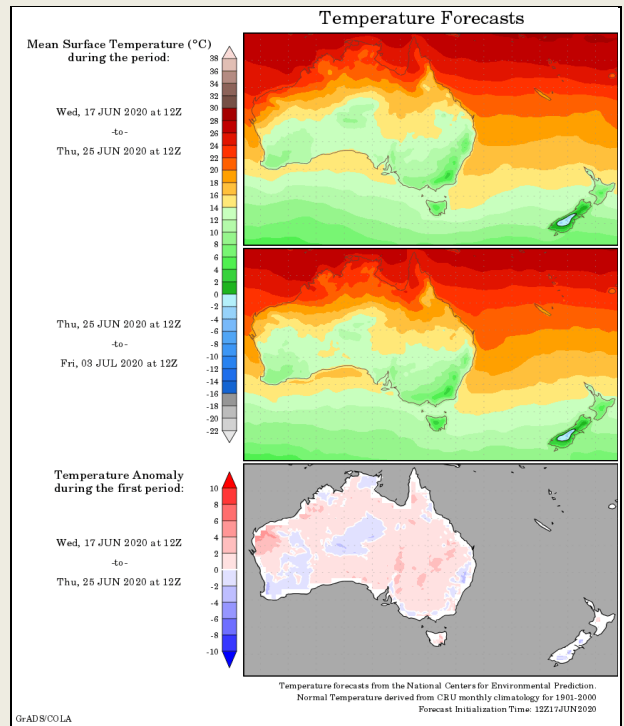 Temperature Forecasts
Mean Surface Temperature (°C)
during the period:
38
36
34
32
30
28
26
24
22
20
18
16
14
12
10
8
6
4
2
0
-2
-4
-6
-8
-10
-12
-14
-16
-18
-20
-22
Wed, 17 JUN 2020 at 12Z
-to-
Thu, 25 JUN 2020 at 12Z
Thu, 25 JUN 2020 at 12Z
-to-
Fri, 03 JUL 2020 at 12Z
Temperature Anomaly
during the first period:
10
8
6
4
2
0
-2
-4
-6
-8
-10
Wed, 17 JUN 2020 at 12Z
-to-
Thu, 25 JUN 2020 at 12Z
Temperature forecasts from the National Centers for Environmental Prediction.
Normal Temperature derived from CRU monthly climatology for 1901-2000
Forecast Initialization Time: 12Z17JUN2020
GrADS/COLA